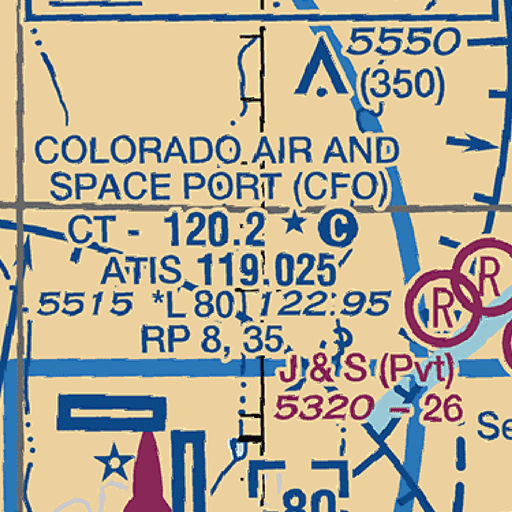 5550
(350)
COLORADO AIR AND
SPACE PORT (CFO)
CT - 120.2 ★ C
ATIS 119.025
5515 *L 80 122.95
RP 8, 35
R
R
J & S (Pvt)
5320 - 26
Se
80